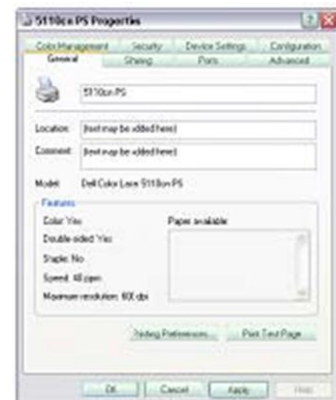 5110cn PS Properties
Color Management Security Device Settings Configuration
General Sharing Ports Advanced
5110cn PS
Location: (text may be added here)
Comment: (text may be added here)
Model: Dell Color Laser 5110cn PS
Features
Color: Yes
Paper available:
Double-sided: Yes
Staple: No
Speed: 40 ppm
Maximum resolution: 600 dpi
Printing Preferences... Print Test Page
OK Cancel Apply Help